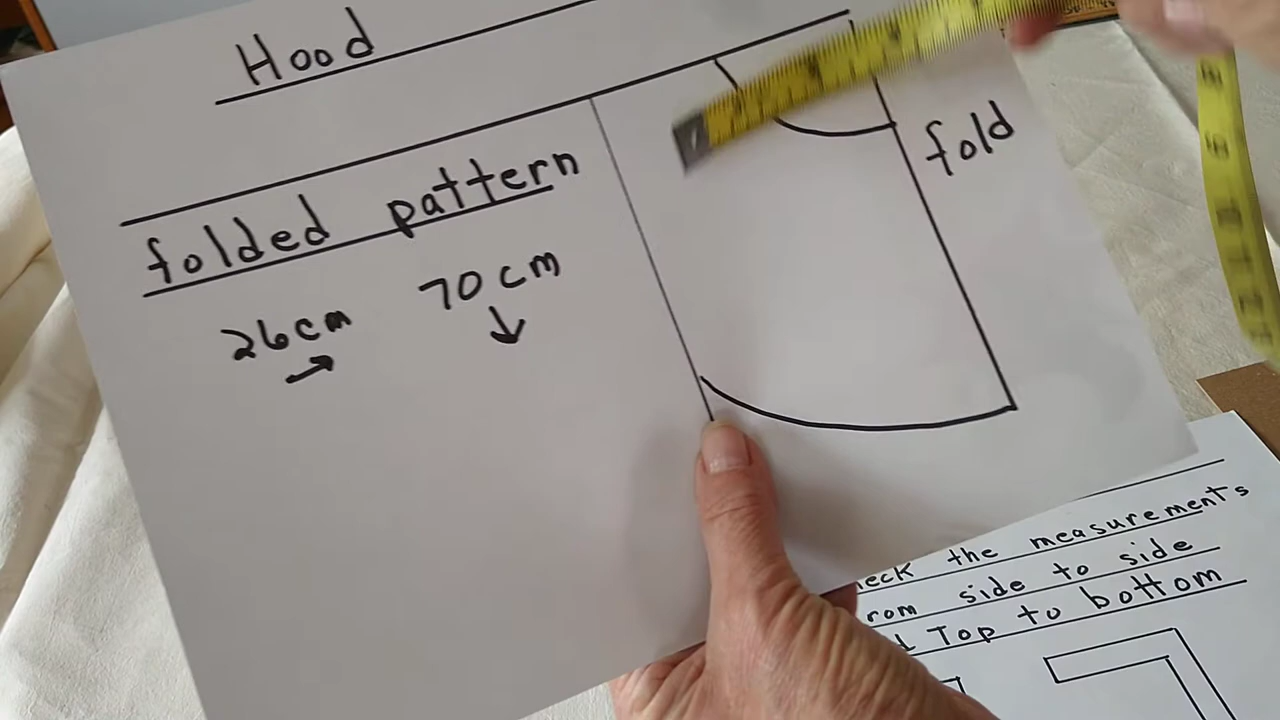 Hood
folded pattern
26cm 70cm
fold
the measurements
side to side
Top to bottom